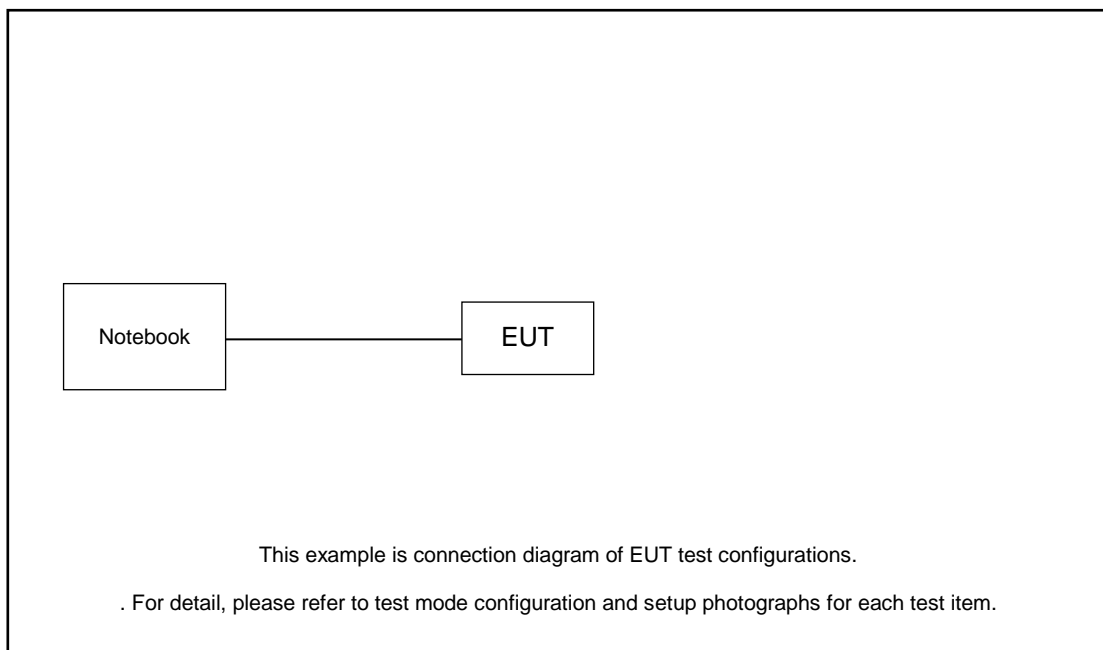 Notebook
EUT
This example is connection diagram of EUT test configurations.
. For detail, please refer to test mode configuration and setup photographs for each test item.